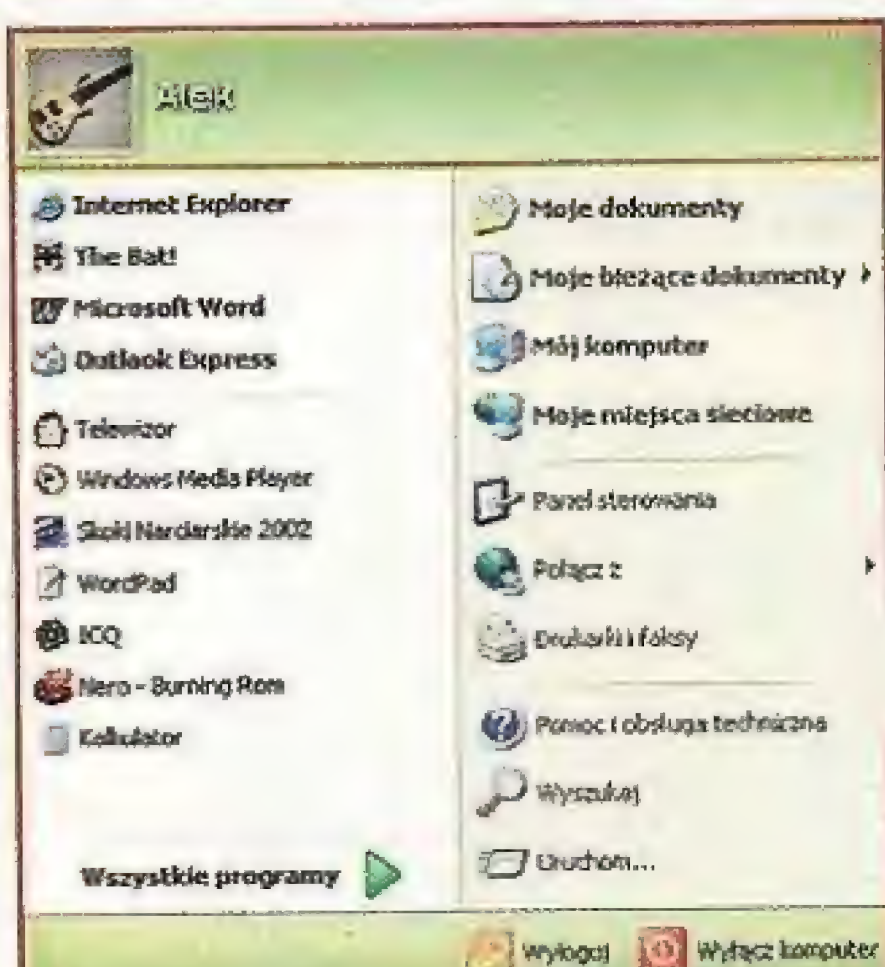 Alek
Internet Explorer
The Bat!
Microsoft Word
Outlook Express
Telewizor
Windows Media Player
Skoki Narciarskie 2002
WordPad
ICQ
Nero - Burning Rom
Kalkulator
Wszystkie programy
Moje dokumenty
Moje bieżące dokumenty
Mój komputer
Moje miejsca sieciowe
Panel sterowania
Połącz z
Drukarki i faksy
Pomoc i obsługa techniczna
Wyszukaj
Uruchom...
Wyloguj
Wyłącz komputer